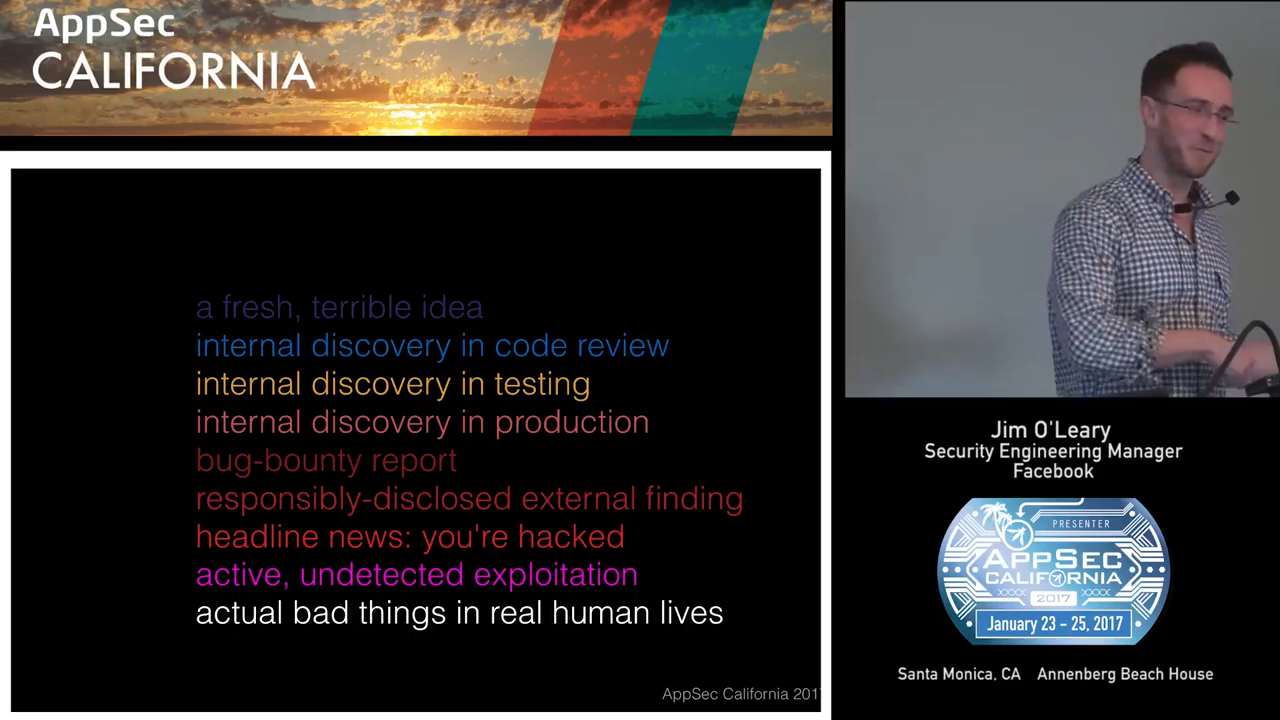 AppSec
CALIFORNIA
a fresh, terrible idea
internal discovery in code review
internal discovery in testing
internal discovery in production
bug-bounty report
responsibly-disclosed external finding
headline news: you're hacked
active, undetected exploitation
actual bad things in real human lives
AppSec California 201
Jim O'Leary
Security Engineering Manager
Facebook
PRESENTER
APPSEC
CALIFORNIA
2017
January 23 - 25, 2017
Santa Monica, CA Annenberg Beach House